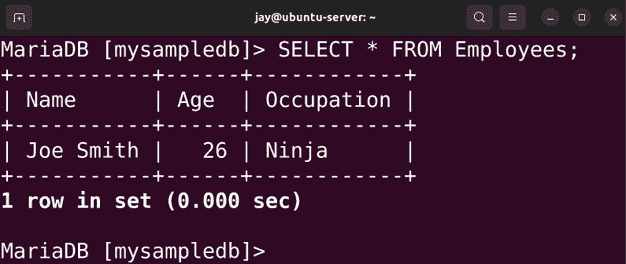 jay@ubuntu-server: ~
MariaDB [mysampledb]> SELECT * FROM Employees;
+-----------+------+------------+
| Name      | Age  | Occupation |
+-----------+------+------------+
| Joe Smith |   26 | Ninja      |
+-----------+------+------------+
1 row in set (0.000 sec)
MariaDB [mysampledb]>